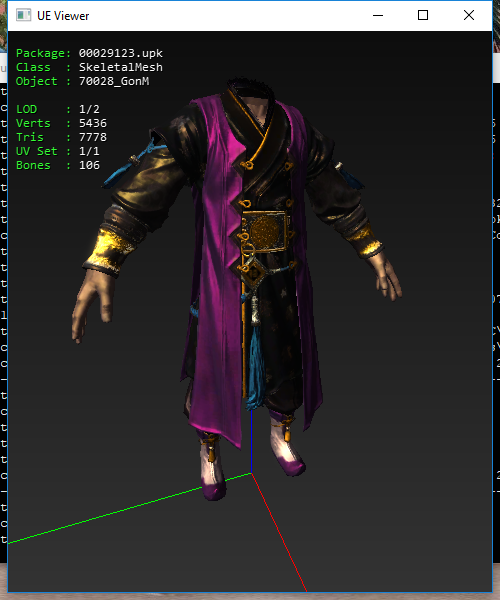 UE Viewer
Package: 00029123.upk
Class : SkeletalMesh
Object : 70028_GonM
LOD : 1/2
Verts : 5436
Tris : 7778
UV Set : 1/1
Bones : 106